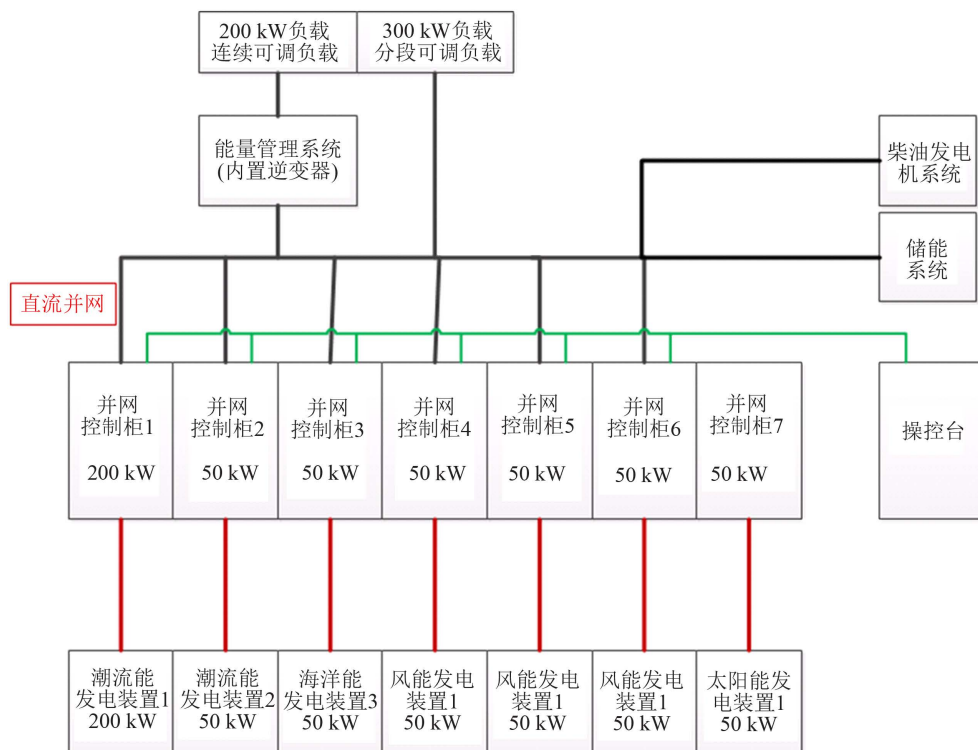 200 kW负载
连续可调负载
300 kW负载
分段可调负载
能量管理系统
(内置逆变器)
柴油发电
机系统
储能
系统
直流并网
并网
控制柜1
200 kW
并网
控制柜2
50 kW
并网
控制柜3
50 kW
并网
控制柜4
50 kW
并网
控制柜5
50 kW
并网
控制柜6
50 kW
并网
控制柜7
50 kW
操控台
潮流能
发电装置1
200 kW
潮流能
发电装置2
50 kW
海洋能
发电装置3
50 kW
风能发电
装置1
50 kW
风能发电
装置1
50 kW
风能发电
装置1
50 kW
太阳能发
电装置1
50 kW